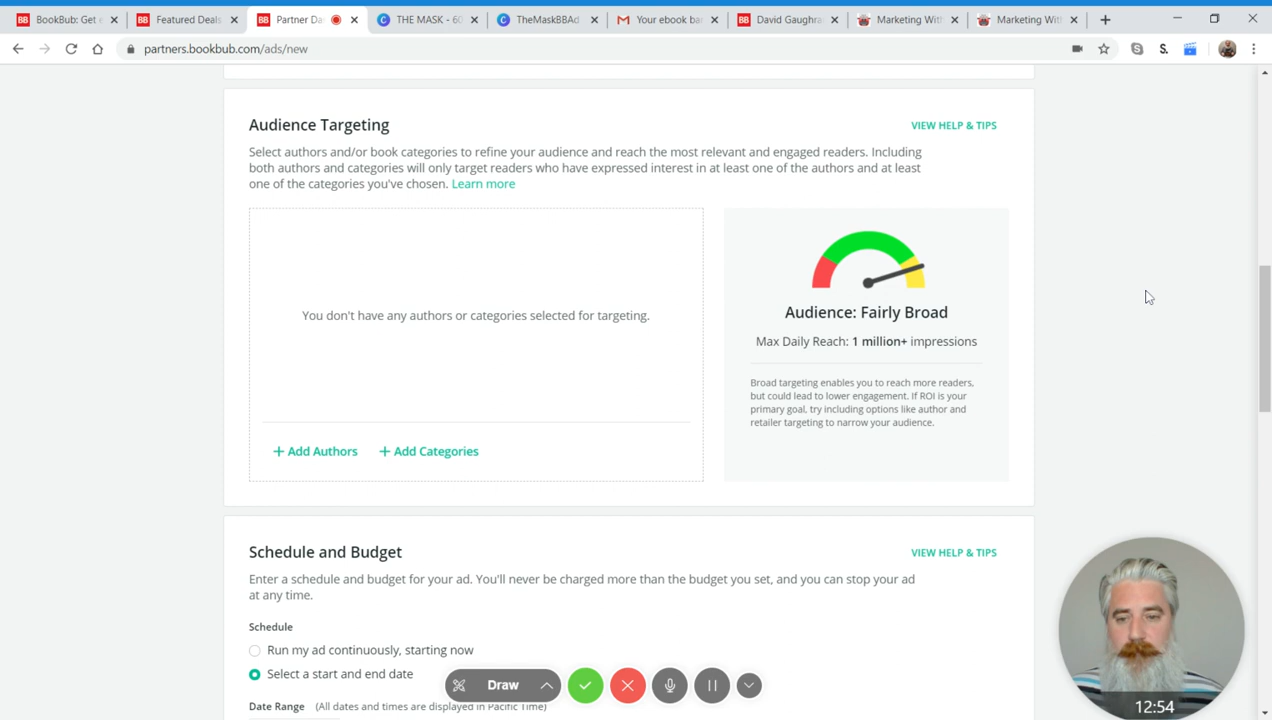 BookBub: Get e
Featured Deals
Partner Da
THE MASK - 60
TheMaskBBAd
Your ebook ba
David Gaughra
Marketing Wit
Marketing Wit
partners.bookbub.com/ads/new
Audience Targeting
VIEW HELP & TIPS
Select authors and/or book categories to refine your audience and reach the most relevant and engaged readers. Including
both authors and categories will only target readers who have expressed interest in at least one of the authors and at least
one of the categories you've chosen. Learn more
You don't have any authors or categories selected for targeting.
+ Add Authors
+ Add Categories
Audience: Fairly Broad
Max Daily Reach: 1 million+ impressions
Broad targeting enables you to reach more readers,
but could lead to lower engagement. If ROI is your
primary goal, try including options like author and
retailer targeting to narrow your audience.
Schedule and Budget
VIEW HELP & TIPS
Enter a schedule and budget for your ad. You'll never be charged more than the budget you set, and you can stop your ad
at any time.
Schedule
Run my ad continuously, starting now
Select a start and end date
Draw
Date Range (All dates and times are displayed in Pacific Time)
12:54